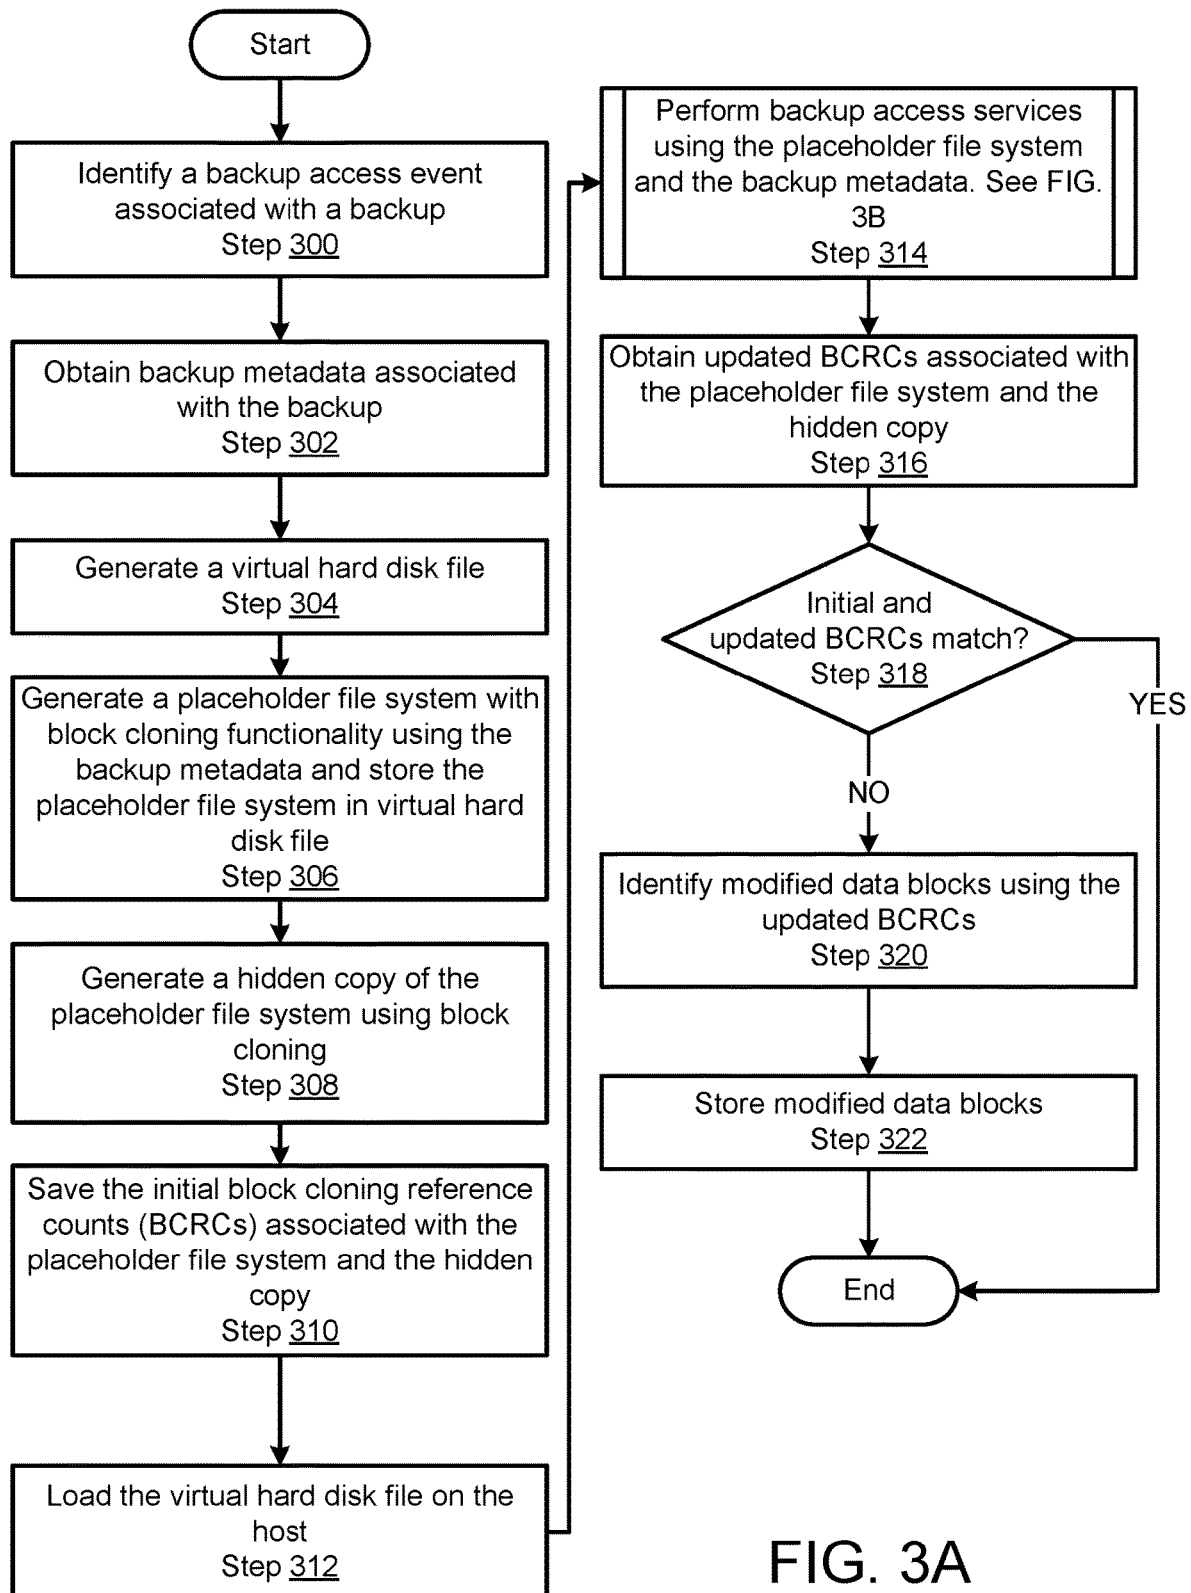 Start
Identify a backup access event
associated with a backup
Step 300
Obtain backup metadata associated
with the backup
Step 302
Generate a virtual hard disk file
Step 304
Generate a placeholder file system with
block cloning functionality using the
backup metadata and store the
placeholder file system in virtual hard
disk file
Step 306
Generate a hidden copy of the
placeholder file system using block
cloning
Step 308
Save the initial block cloning reference
counts (BCRCs) associated with the
placeholder file system and the hidden
copy
Step 310
Load the virtual hard disk file on the
host
Step 312
Perform backup access services
using the placeholder file system
and the backup metadata. See FIG.
3B
Step 314
Obtain updated BCRCs associated with
the placeholder file system and the
hidden copy
Step 316
Initial and
updated BCRCs match?
Step 318
YES
NO
Identify modified data blocks using the
updated BCRCs
Step 320
Store modified data blocks
Step 322
End
FIG. 3A